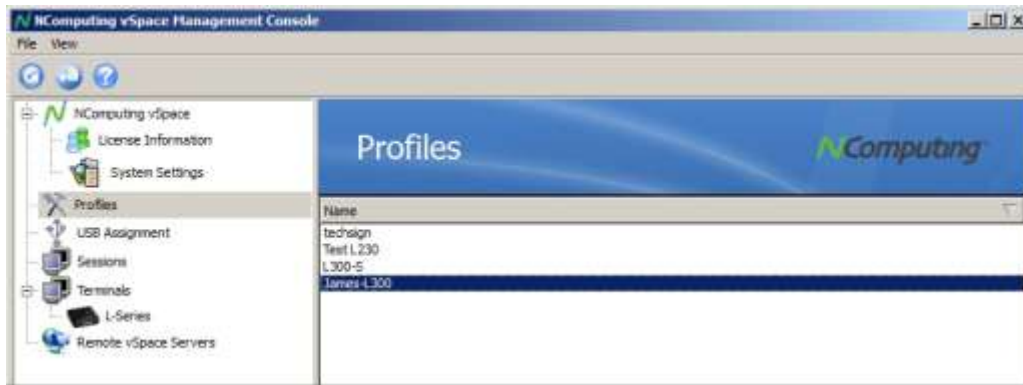 NComputing vSpace Management Console
File View
NComputing vSpace
License Information
System Settings
Profiles
USB Assignment
Sessions
Terminals
L-Series
Remote vSpace Servers
Profiles
NComputing
Name
techsign
Test L230
L300-S
James-L300